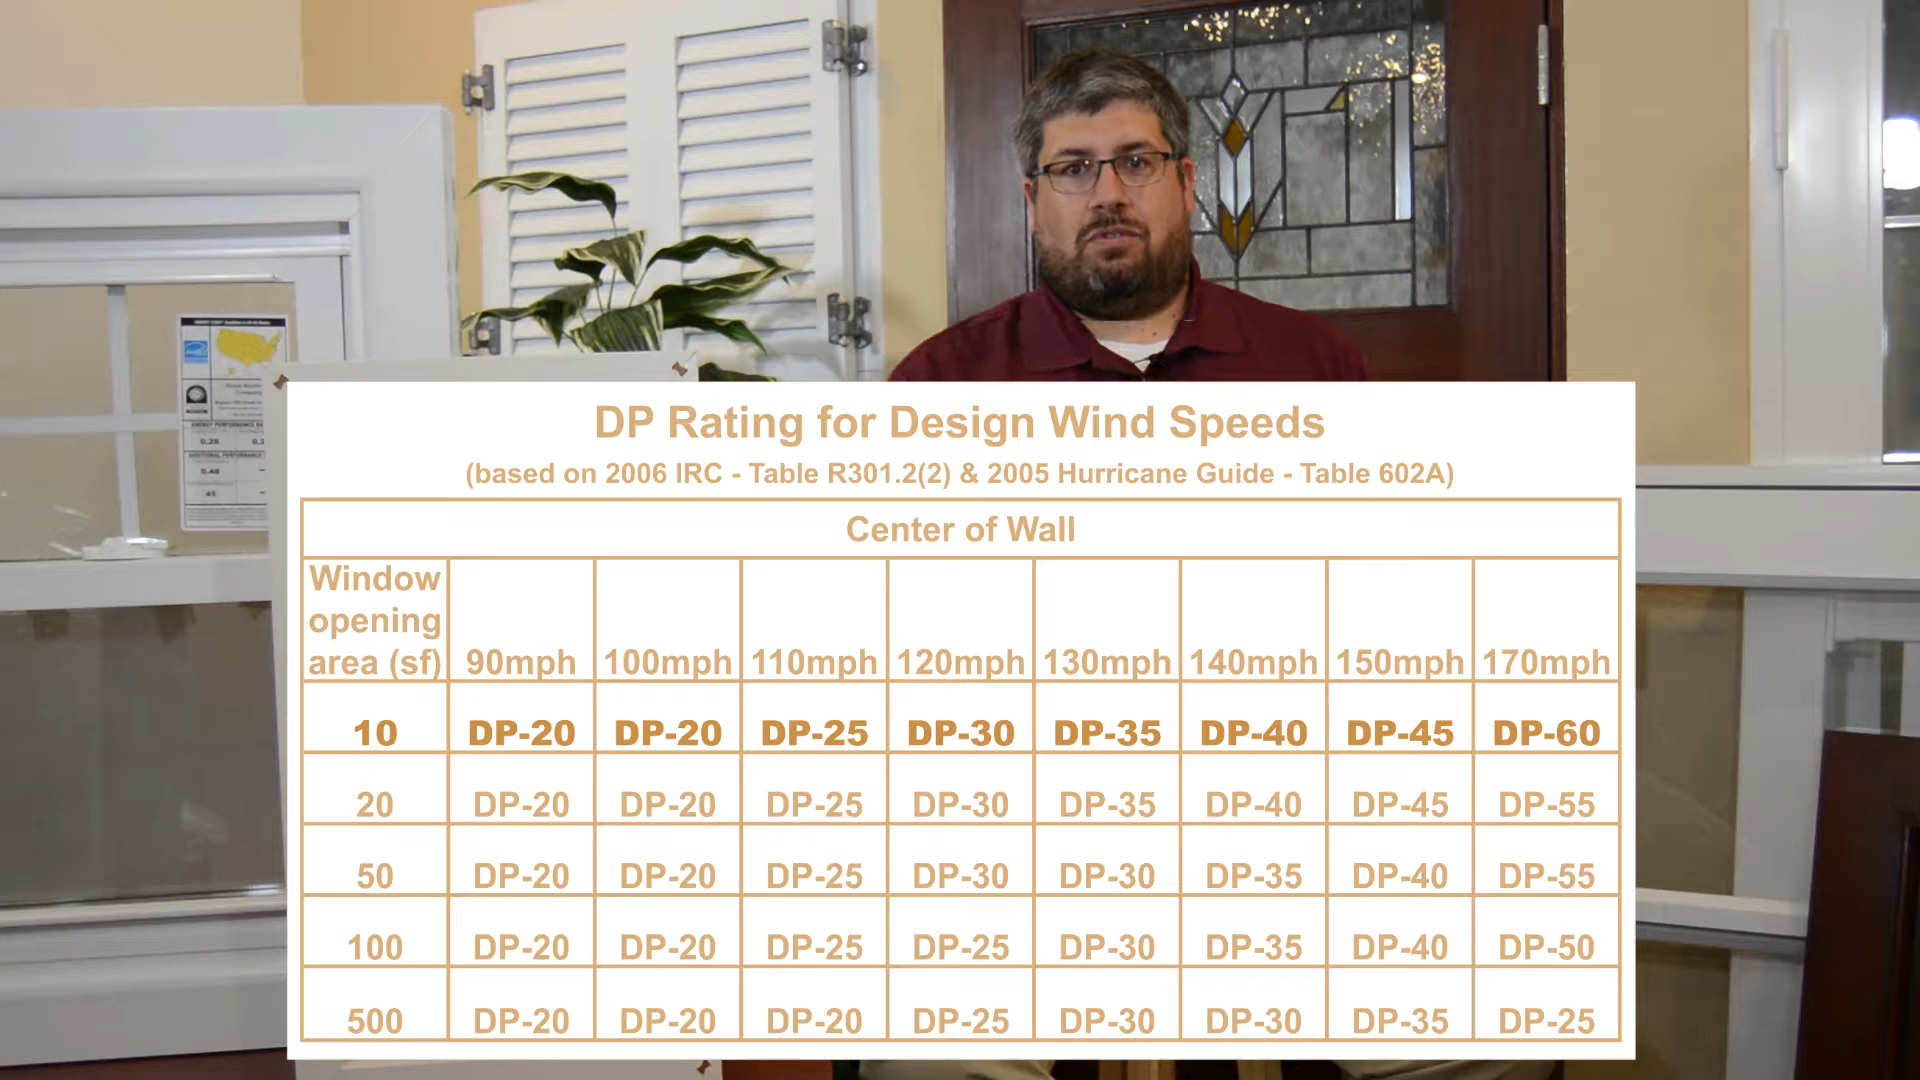 DP Rating for Design Wind Speeds
(based on 2006 IRC - Table R301.2(2) & 2005 Hurricane Guide - Table 602A)
Center of Wall
Window
opening
area (sf) 90mph 100mph 110mph 120mph 130mph 140mph 150mph 170mph
10 DP-20 DP-20 DP-25 DP-30 DP-35 DP-40 DP-45 DP-60
20 DP-20 DP-20 DP-25 DP-30 DP-35 DP-40 DP-45 DP-55
50 DP-20 DP-20 DP-25 DP-30 DP-30 DP-35 DP-40 DP-55
100 DP-20 DP-20 DP-25 DP-25 DP-30 DP-35 DP-40 DP-50
500 DP-20 DP-20 DP-20 DP-25 DP-30 DP-30 DP-35 DP-25